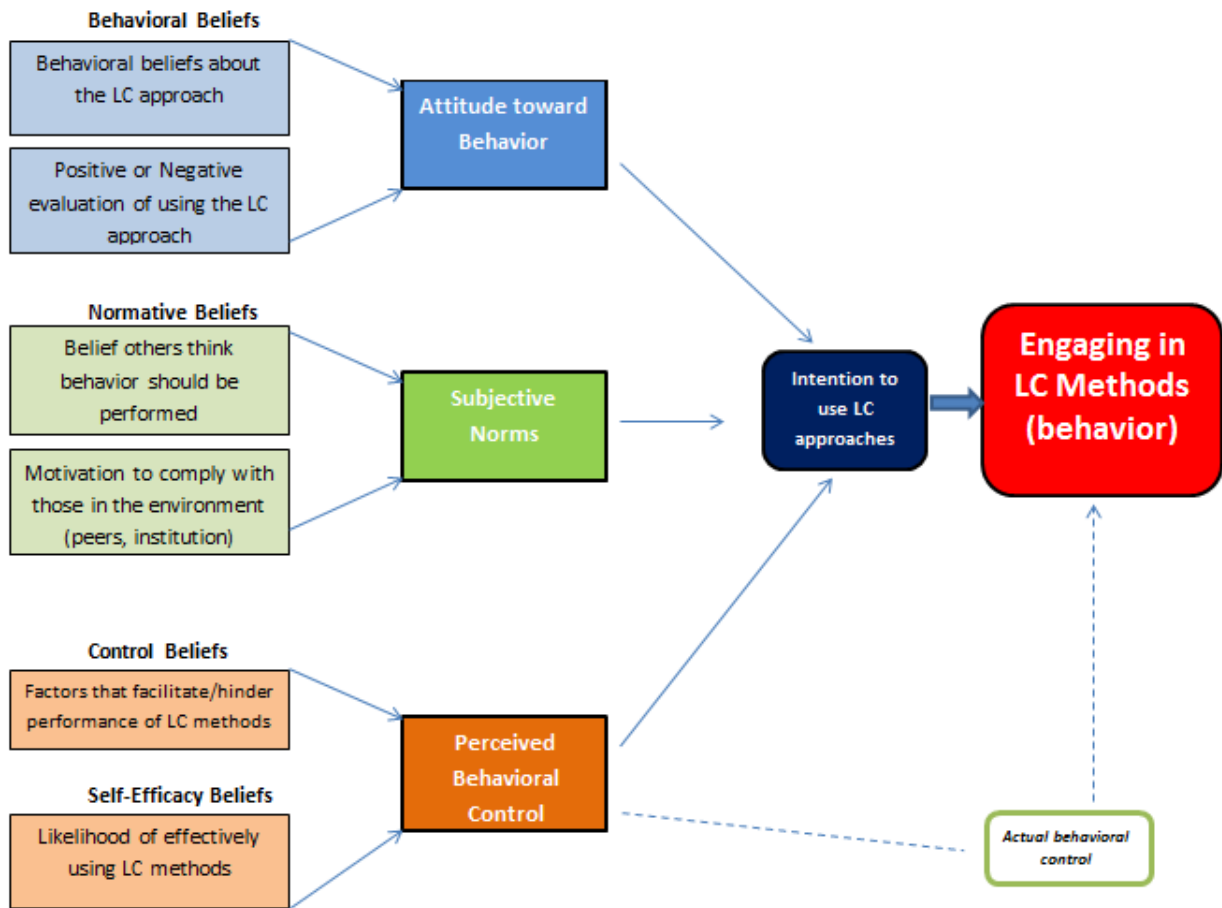 Behavioral Beliefs
Behavioral beliefs about
the LC approach
Positive or Negative
evaluation of using the LC
approach
Attitude toward
Behavior
Normative Beliefs
Belief others think
behavior should be
performed
Motivation to comply with
those in the environment
(peers, institution)
Subjective
Norms
Control Beliefs
Factors that facilitate/hinder
performance of LC methods
Self-Efficacy Beliefs
Likelihood of effectively
using LC methods
Perceived
Behavioral
Control
Intention to
use LC
approaches
Engaging in
LC Methods
(behavior)
Actual behavioral
control